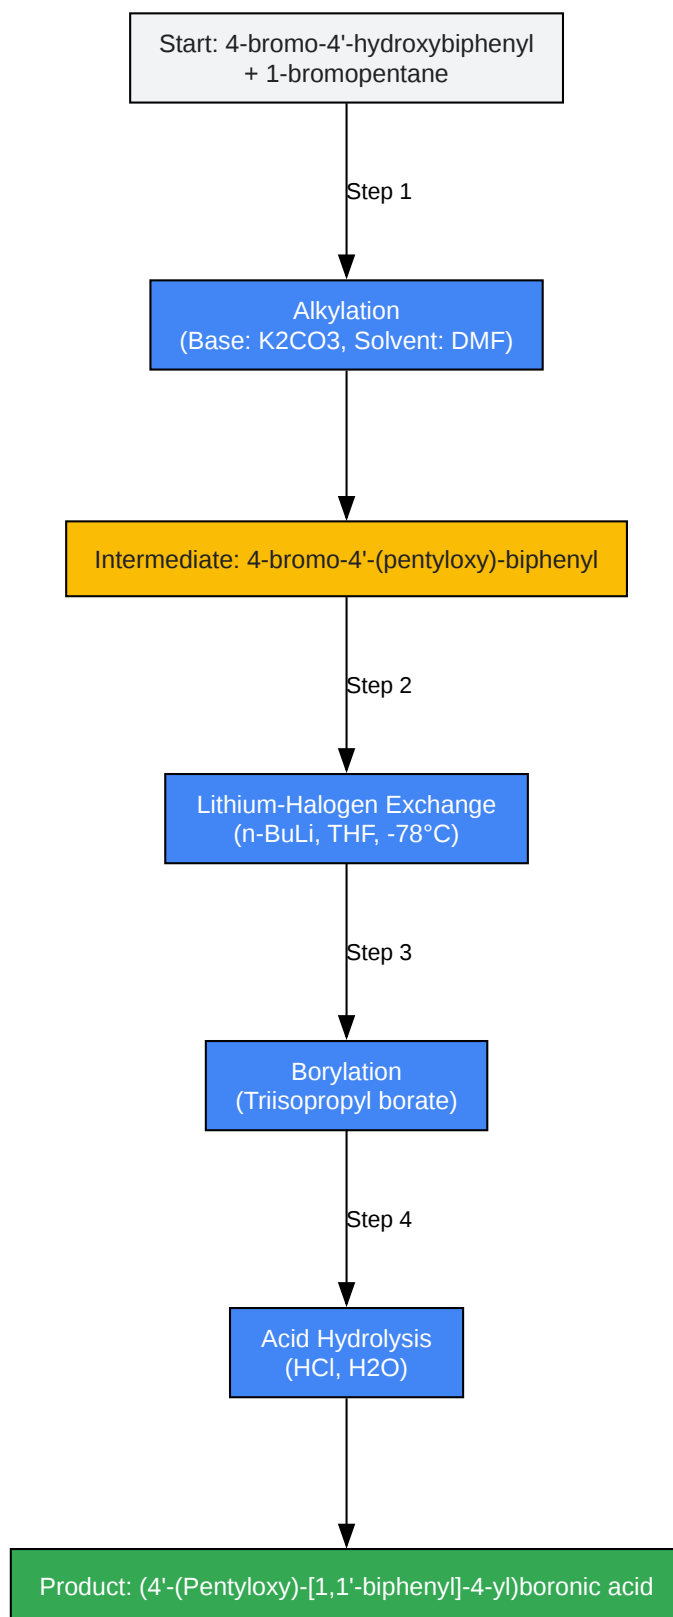 Start: 4-bromo-4'-hydroxybiphenyl
+ 1-bromopentane
Step 1
Alkylation
(Base: K2CO3, Solvent: DMF)
Intermediate: 4-bromo-4'-(pentyloxy)-biphenyl
Step 2
Lithium-Halogen Exchange
(n-BuLi, THF, -78°C)
Step 3
Borylation
(Triisopropyl borate)
Step 4
Acid Hydrolysis
(HCl, H2O)
Product: (4'-(Pentyloxy)-[1,1'-biphenyl]-4-yl)boronic acid